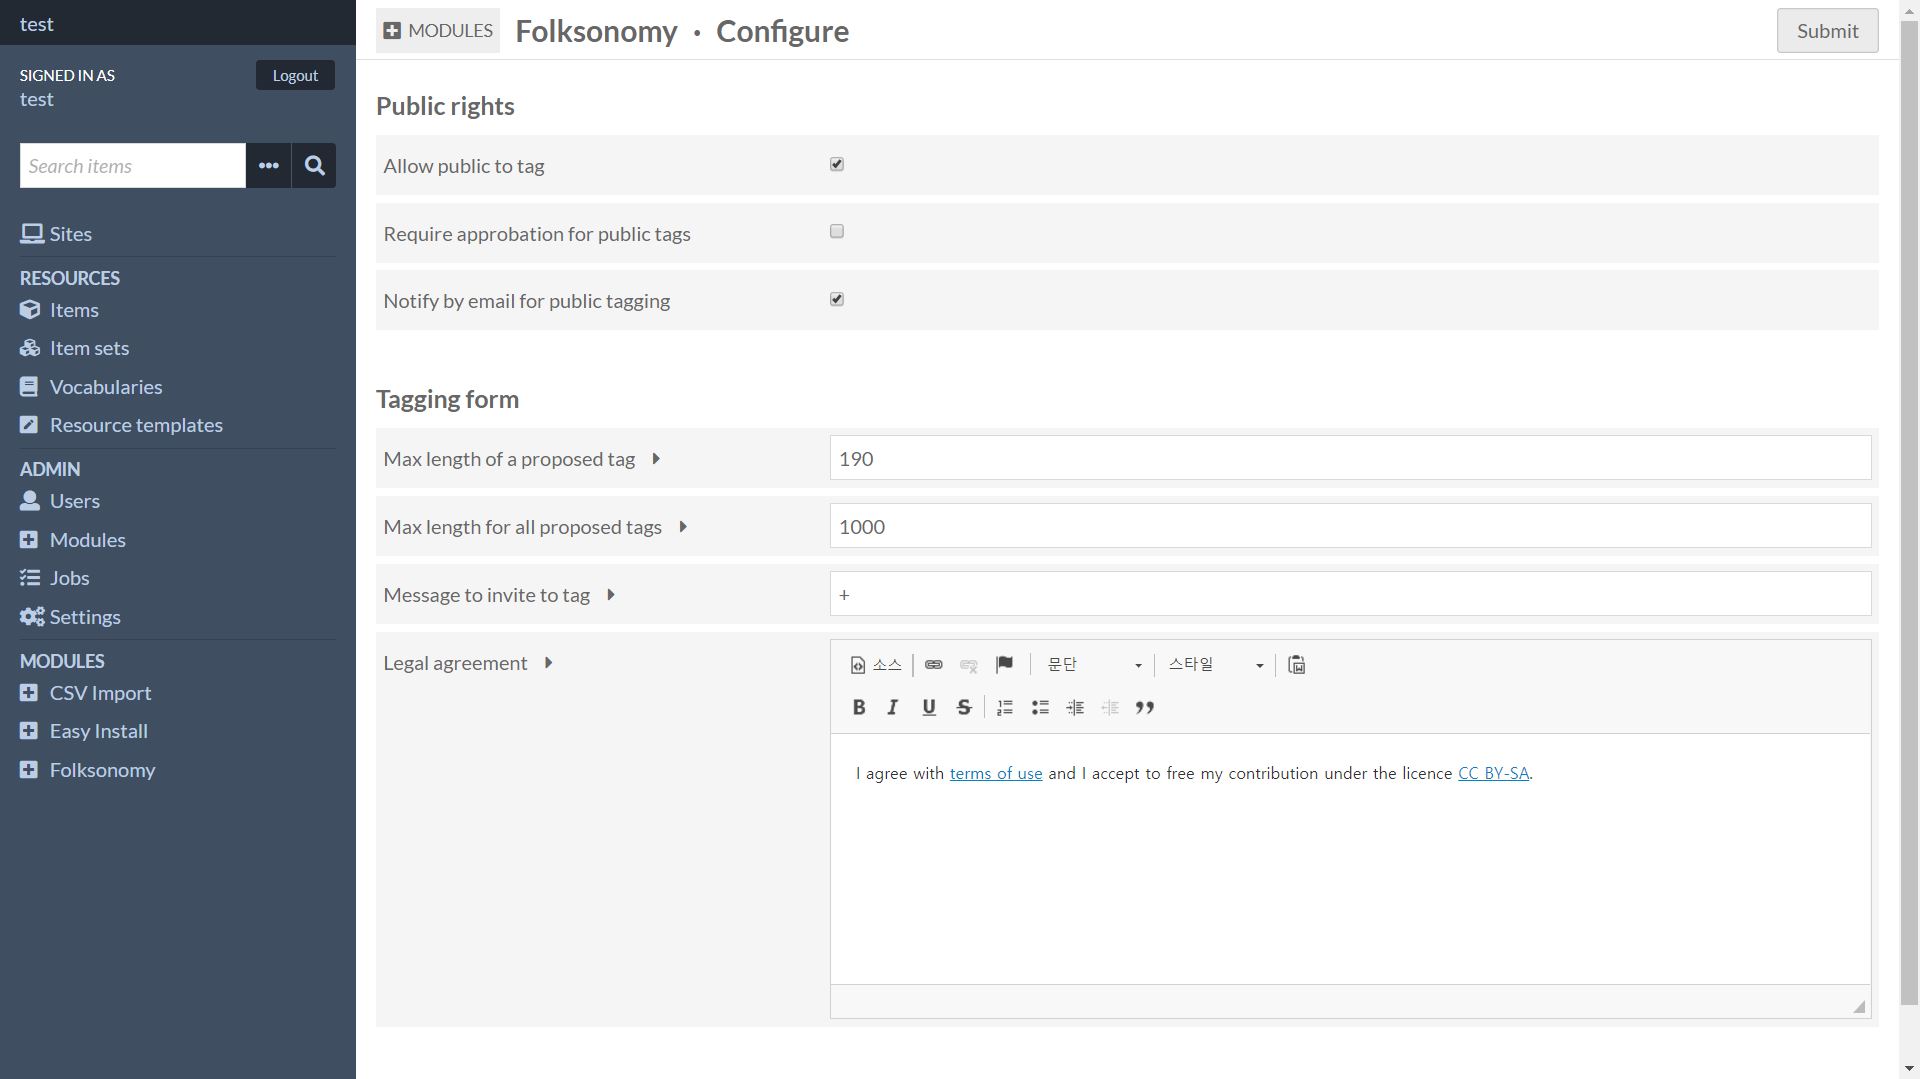 test
SIGNED IN AS
Logout
test
Search items
Sites
RESOURCES
Items
Item sets
Vocabularies
Resource templates
ADMIN
Users
Modules
Jobs
Settings
MODULES
CSV Import
Easy Install
Folksonomy
MODULES Folksonomy · Configure
Submit
Public rights
Allow public to tag
Require approbation for public tags
Notify by email for public tagging
Tagging form
Max length of a proposed tag 190
Max length for all proposed tags 1000
Message to invite to tag +
Legal agreement
소스 문단 스타일
B I U S
I agree with terms of use and I accept to free my contribution under the licence CC BY-SA.